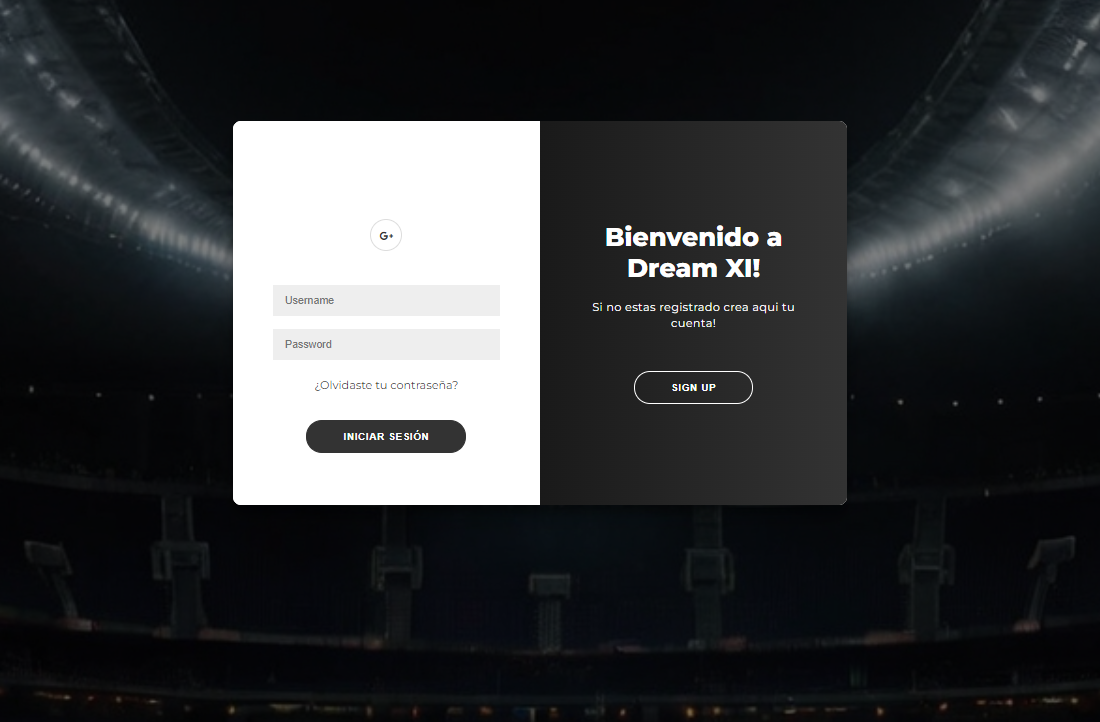 G+
Username
Password
¿Olvidaste tu contraseña?
INICIAR SESIÓN
Bienvenido a
Dream XI!
Si no estas registrado crea aqui tu
cuenta!
SIGN UP